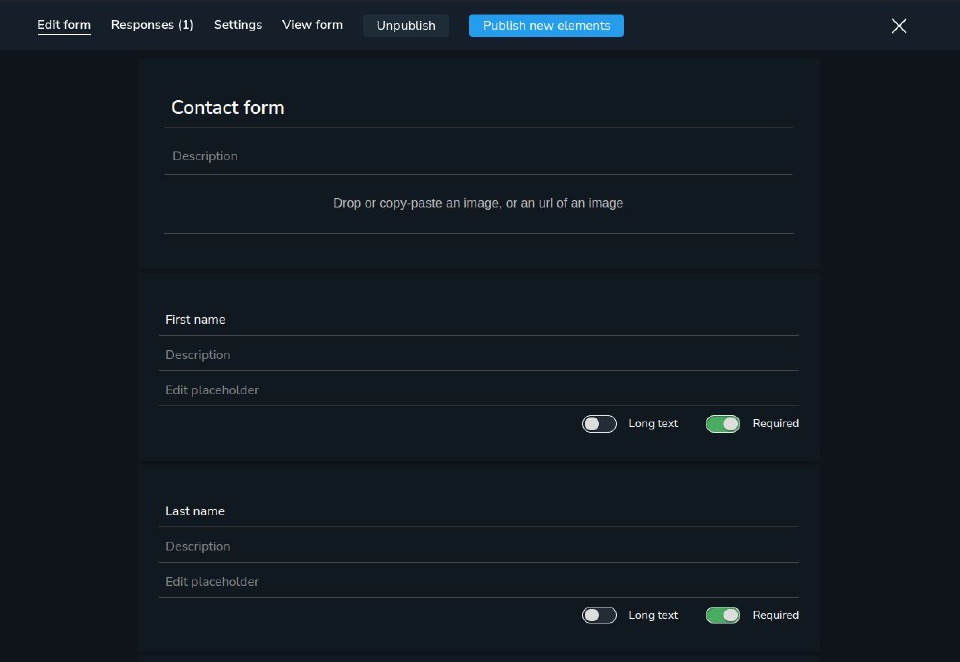 Edit form Responses (1) Settings View form Unpublish Publish new elements
Contact form
Description
Drop or copy-paste an image, or an url of an image
First name
Description
Edit placeholder
Long text Required
Last name
Description
Edit placeholder
Long text Required